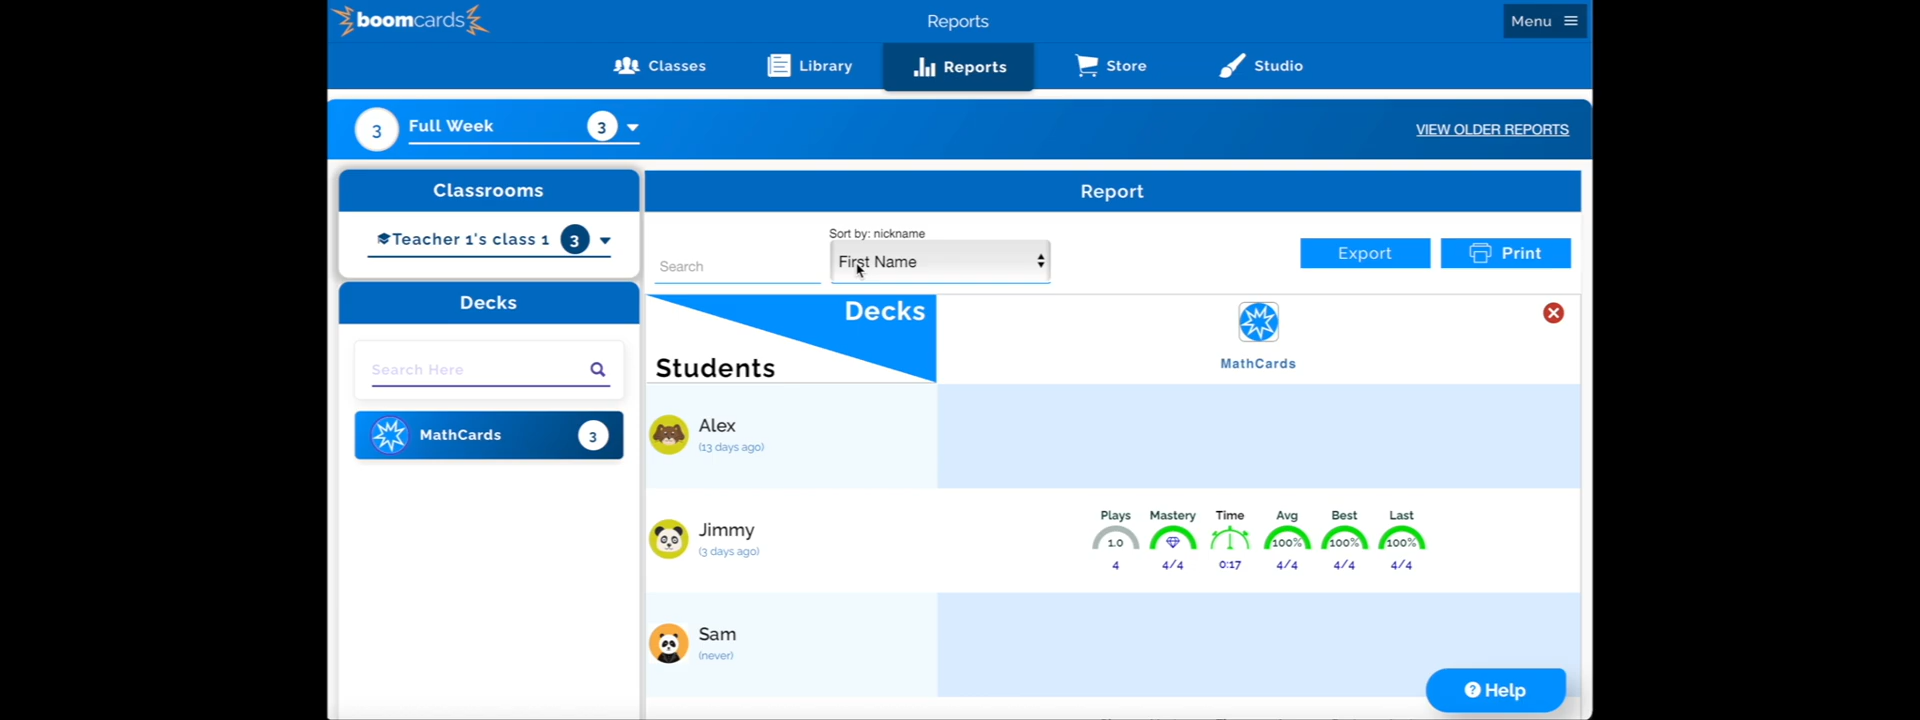 boomcards
Reports
Menu
Classes
Library
Reports
Store
Studio
3
Full Week
3
VIEW OLDER REPORTS
Classrooms
Teacher 1's class 1
3
Decks
Search Here
MathCards
3
Report
Search
Sort by: nickname
First Name
Export
Print
Decks
Students
MathCards
Alex
(13 days ago)
Jimmy
(3 days ago)
Plays Mastery Time Avg Best Last
1.0 100% 100% 100%
4 4/4 0:17 4/4 4/4 4/4
Sam
(never)
? Help